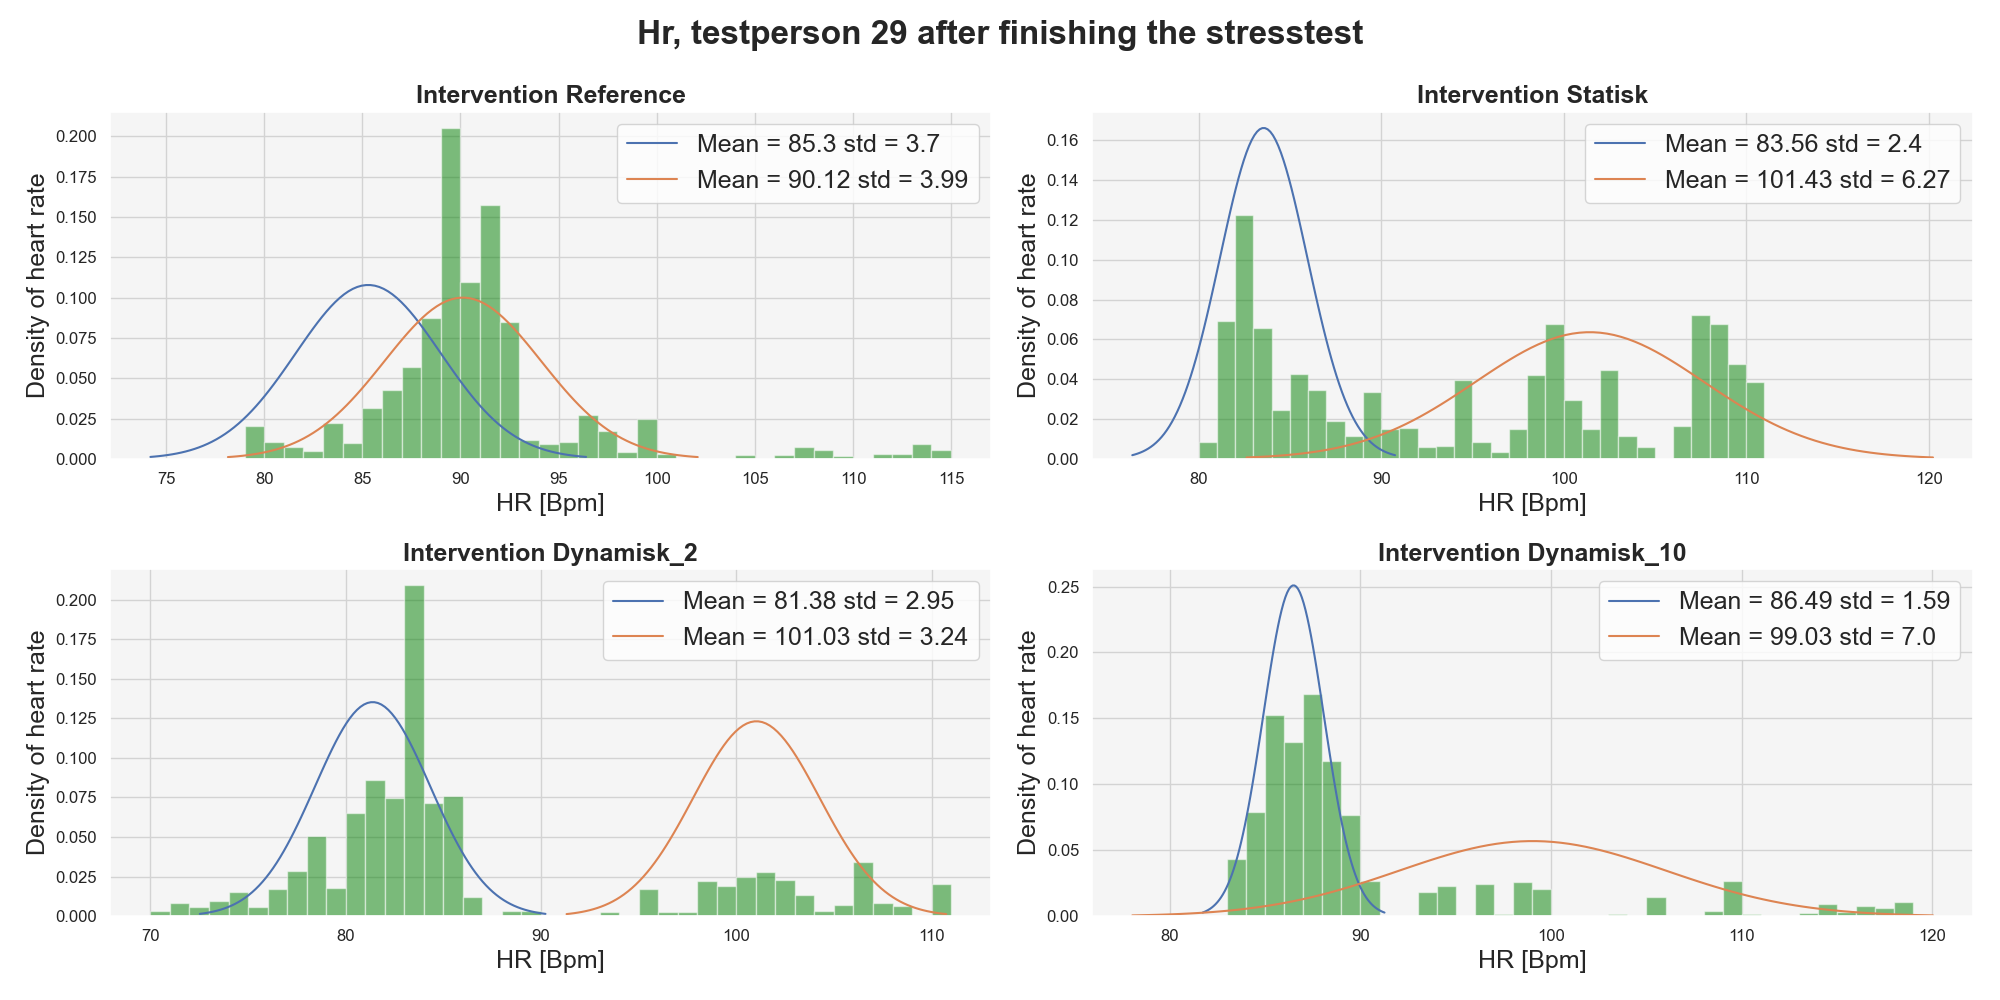 Hr, testperson 29 after finishing the stresstest
Intervention Reference
Density of heart rate
0.200
0.175
0.150
0.125
0.100
0.075
0.050
0.025
0.000
Mean = 85.3 std = 3.7
Mean = 90.12 std = 3.99
75 80 85 90 95 100 105 110 115
HR [Bpm]
Intervention Statisk
Density of heart rate
0.16
0.14
0.12
0.10
0.08
0.06
0.04
0.02
0.00
Mean = 83.56 std = 2.4
Mean = 101.43 std = 6.27
80 90 100 110 120
HR [Bpm]
Intervention Dynamisk_2
Density of heart rate
0.200
0.175
0.150
0.125
0.100
0.075
0.050
0.025
0.000
Mean = 81.38 std = 2.95
Mean = 101.03 std = 3.24
70 80 90 100 110
HR [Bpm]
Intervention Dynamisk_10
Density of heart rate
0.25
0.20
0.15
0.10
0.05
0.00
Mean = 86.49 std = 1.59
Mean = 99.03 std = 7.0
80 90 100 110 120
HR [Bpm]